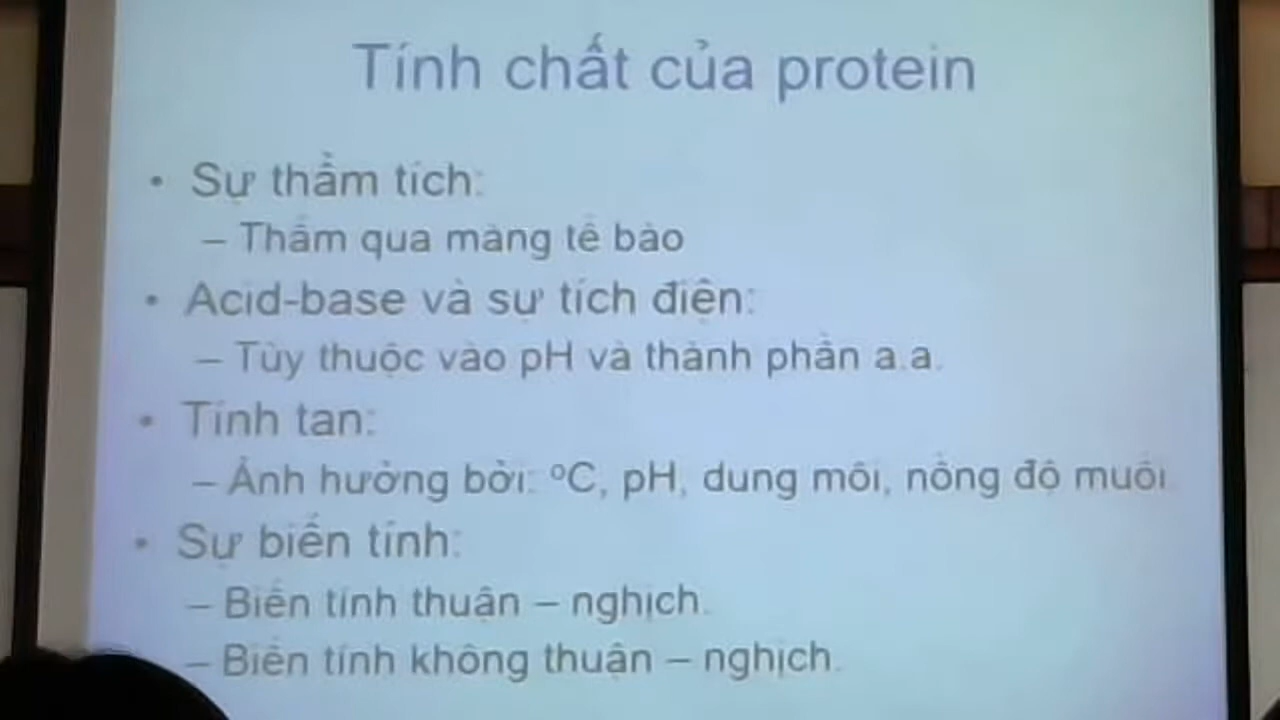 Tính chất của protein
• Sự thẩm tích:
– Thấm qua màng tế bào
• Acid-base và sự tích điện:
– Tùy thuộc vào pH và thành phần a.a.
• Tính tan:
– Ảnh hưởng bởi: ºC, pH, dung môi, nồng độ muối.
• Sự biến tính:
– Biến tính thuận – nghịch.
– Biến tính không thuận – nghịch.